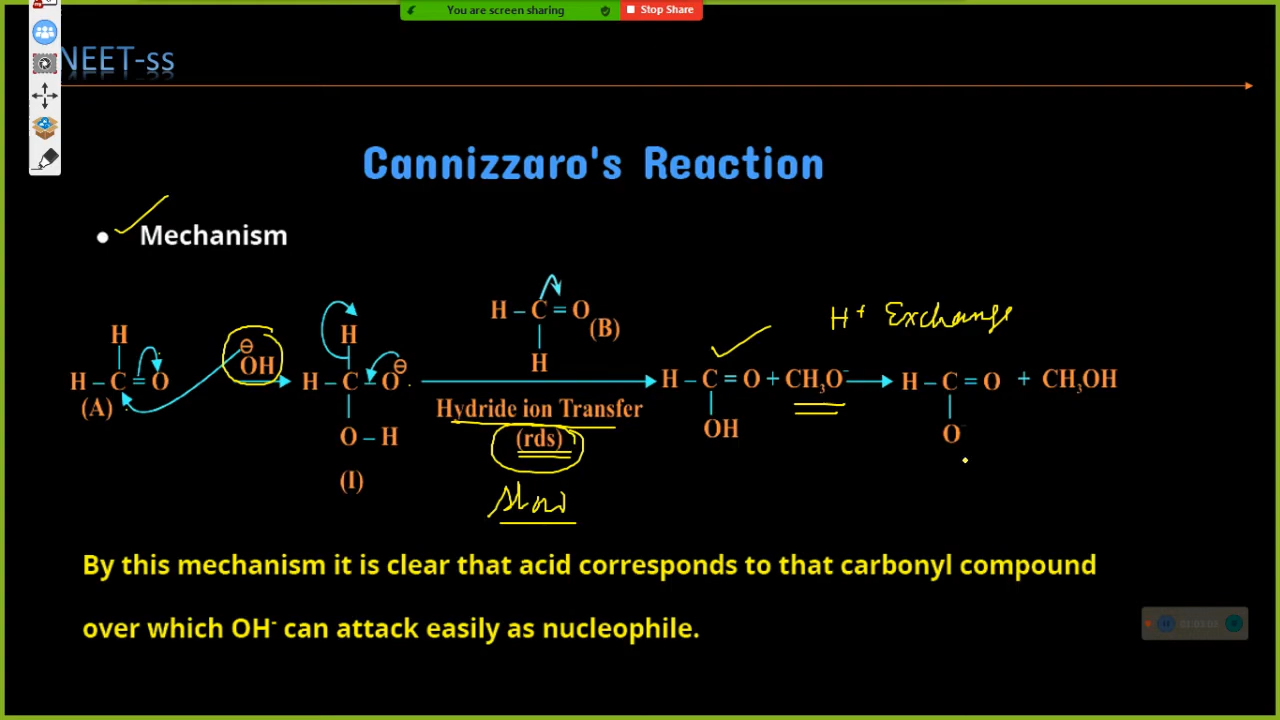 You are screen sharing
Stop Share
NEET-ss
Cannizzaro's Reaction
• Mechanism
H
H – C = O
(A)
⊖
OH
H
H – C – O⊖
O – H
(I)
H – C = O
(B)
H
Hydride ion Transfer
(rds)
Slow
H – C = O + CH₃O⁻
OH
H⁺ Exchange
H – C = O + CH₃OH
O⁻
By this mechanism it is clear that acid corresponds to that carbonyl compound
over which OH⁻ can attack easily as nucleophile.